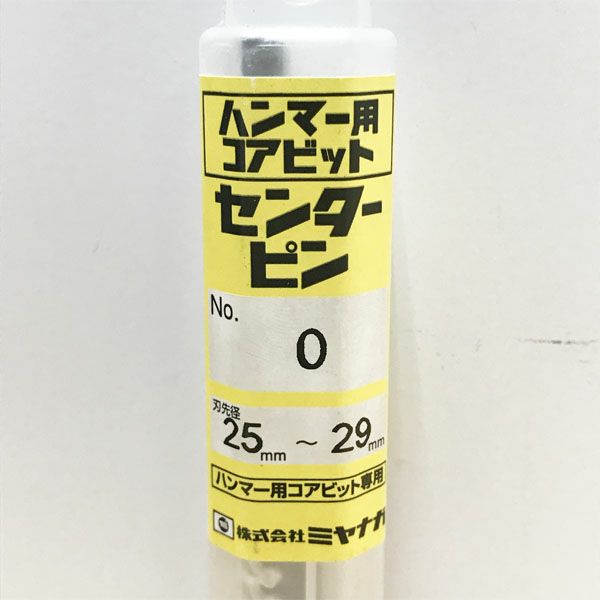 ハンマー用
コアビット
センター
ピン
No.
0
刃先径
25mm ～ 29mm
ハンマー用コアビット専用
株式会社 ミヤナガ